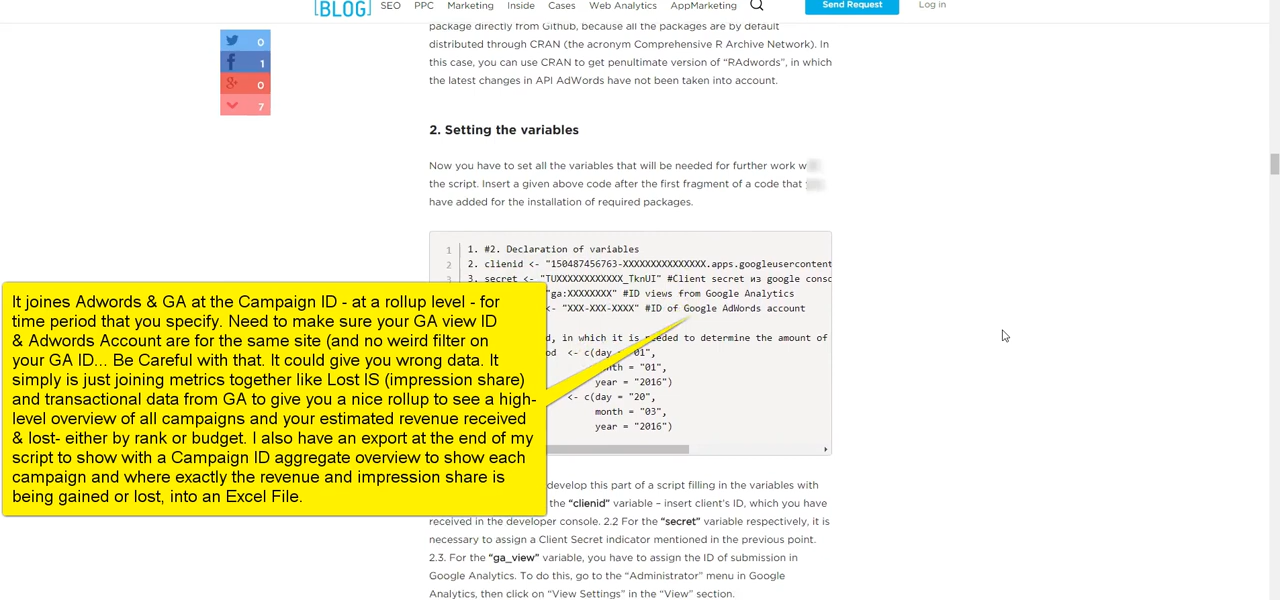 [BLOG] SEO PPC Marketing Inside Cases Web Analytics AppMarketing Send Request Log in
package directly from Github, because all the packages are by default
0
distributed through CRAN (the acronym Comprehensive R Archive Network). In
1
this case, you can use CRAN to get penultimate version of “RAdwords”, in which
0
the latest changes in API AdWords have not been taken into account.
7
2. Setting the variables
Now you have to set all the variables that will be needed for further work w
the script. Insert a given above code after the first fragment of a code that
have added for the installation of required packages.
1 1. #2. Declaration of variables
2 2. clienid <- "150487456763-XXXXXXXXXXXXXXX.apps.googleusercontent
3 3. secret <- "TUXXXXXXXXXXXX_TknUI" #Client secret из google conso
"ga:XXXXXXXX" #ID views from Google Analytics
<- "XXX-XXX-XXXX" #ID of Google AdWords account
d, in which it is needed to determine the amount of
od <- c(day = "01",
month = "01",
year = "2016")
<- c(day = "20",
month = "03",
year = "2016")
It joines Adwords & GA at the Campaign ID - at a rollup level - for
time period that you specify. Need to make sure your GA view ID
& Adwords Account are for the same site (and no weird filter on
your GA ID... Be Careful with that. It could give you wrong data. It
simply is just joining metrics together like Lost IS (impression share)
and transactional data from GA to give you a nice rollup to see a high-
level overview of all campaigns and your estimated revenue received
& lost- either by rank or budget. I also have an export at the end of my
script to show with a Campaign ID aggregate overview to show each
campaign and where exactly the revenue and impression share is
being gained or lost, into an Excel File.
develop this part of a script filling in the variables with
the “clienid” variable – insert client's ID, which you have
received in the developer console. 2.2 For the “secret” variable respectively, it is
necessary to assign a Client Secret indicator mentioned in the previous point.
2.3. For the “ga_view” variable, you have to assign the ID of submission in
Google Analytics. To do this, go to the “Administrator” menu in Google
Analytics, then click on “View Settings” in the “View” section.